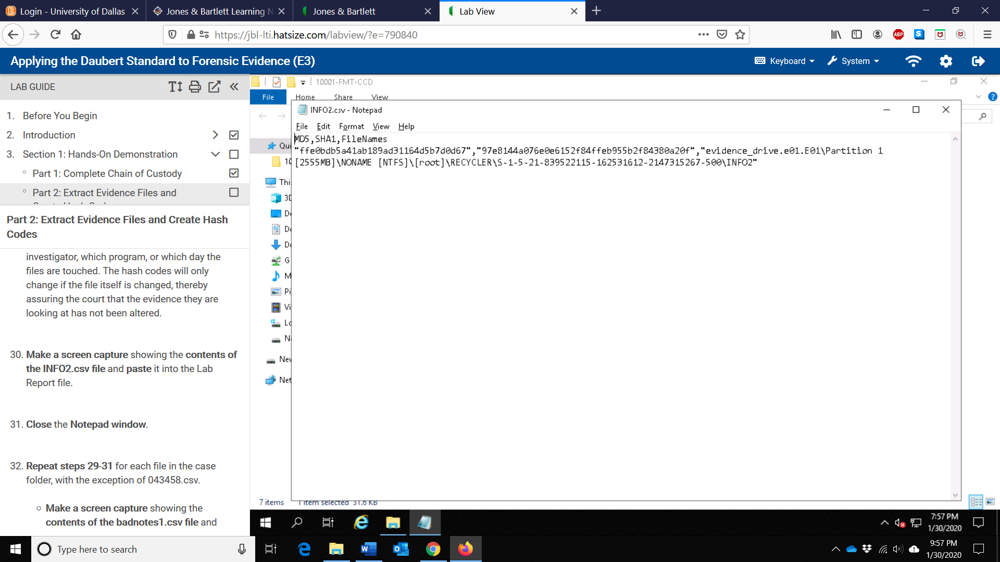 Login - University of Dallas
Jones & Bartlett Learning N
Jones & Bartlett
Lab View
https://jbl-lti.hatsize.com/labview/?e=790840
ABP
S
Applying the Daubert Standard to Forensic Evidence (E3)
Keyboard
System
LAB GUIDE
1. Before You Begin
2. Introduction
3. Section 1: Hands-On Demonstration
Part 1: Complete Chain of Custody
Part 2: Extract Evidence Files and
Part 2: Extract Evidence Files and Create Hash
Codes
investigator, which program, or which day the
files are touched. The hash codes will only
change if the file itself is changed, thereby
assuring the court that the evidence they are
looking at has not been altered.
30. Make a screen capture showing the contents of
the INFO2.csv file and paste it into the Lab
Report file.
31. Close the Notepad window.
32. Repeat steps 29-31 for each file in the case
folder, with the exception of 043458.csv.
Make a screen capture showing the
contents of the badnotes1.csv file and
10001-FMT-CCD
File Home Share View
INFO2.csv - Notepad
File Edit Format View Help
MD5,SHA1,FileNames
"ffe0bdb5a41ab189ad31164d5b7d0d67","97e8144a076e0e6152f84ffeb955b2f84380a20f","evidence_drive.e01.E01\Partition 1
[2555MB]\NONAME [NTFS]\[root]\RECYCLER\S-1-5-21-839522115-162531612-2147315267-500\INFO2"
Qui
10
Thi
3D
De
Do
Do
G
M
Pi
Vi
Lo
N
New
Net
7 items 1 item selected 31.6 KB
7:57 PM
1/30/2020
Type here to search
9:57 PM
1/30/2020